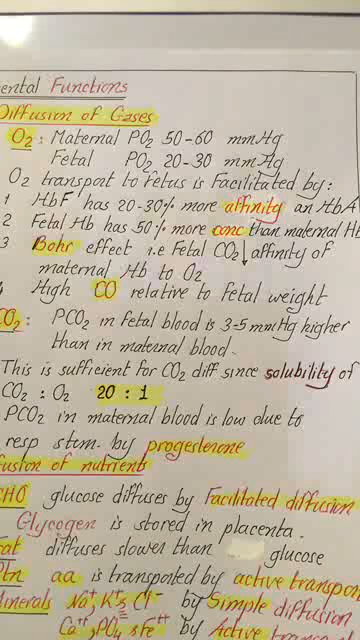 ental Functions
Diffusion of Gases
O2: Maternal PO2 50-60 mmHg
Fetal PO2 20-30 mmHg
O2 transport to fetus is Facilitated by:
1 HbF has 20-30% more affinity an HbA
2 Fetal Hb has 50% more conc than maternal Hb
3 Bohr effect i.e Fetal CO2 ↓ affinity of
maternal Hb to O2
High CO relative to fetal weight
CO2: PCO2 in fetal blood is 3-5 mmHg higher
than in maternal blood.
This is sufficient for CO2 diff since solubility of
CO2 : O2 20 : 1
PCO2 in maternal blood is low due to
resp stim. by progesterone
fusion of nutrients
CHO glucose diffuses by Facilitated diffusion
Glycogen is stored in placenta.
Fat diffuses slower than glucose
Ptn aa is transported by active transport
Minerals Na+, K+ & Cl- by Simple diffusion
Ca++, PO4 & Fe++ by Active